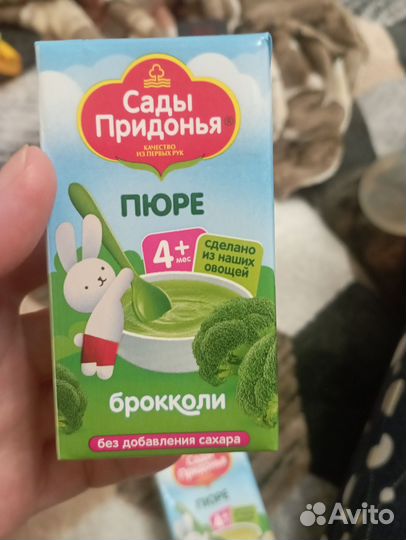 Сады
Придонья®
КАЧЕСТВО
ИЗ ПЕРВЫХ РУК
ПЮРЕ
4+
мес
сделано
из наших
овощей
брокколи
без добавления сахара
Сады
Придонья
ПЮРЕ
4+
Avito